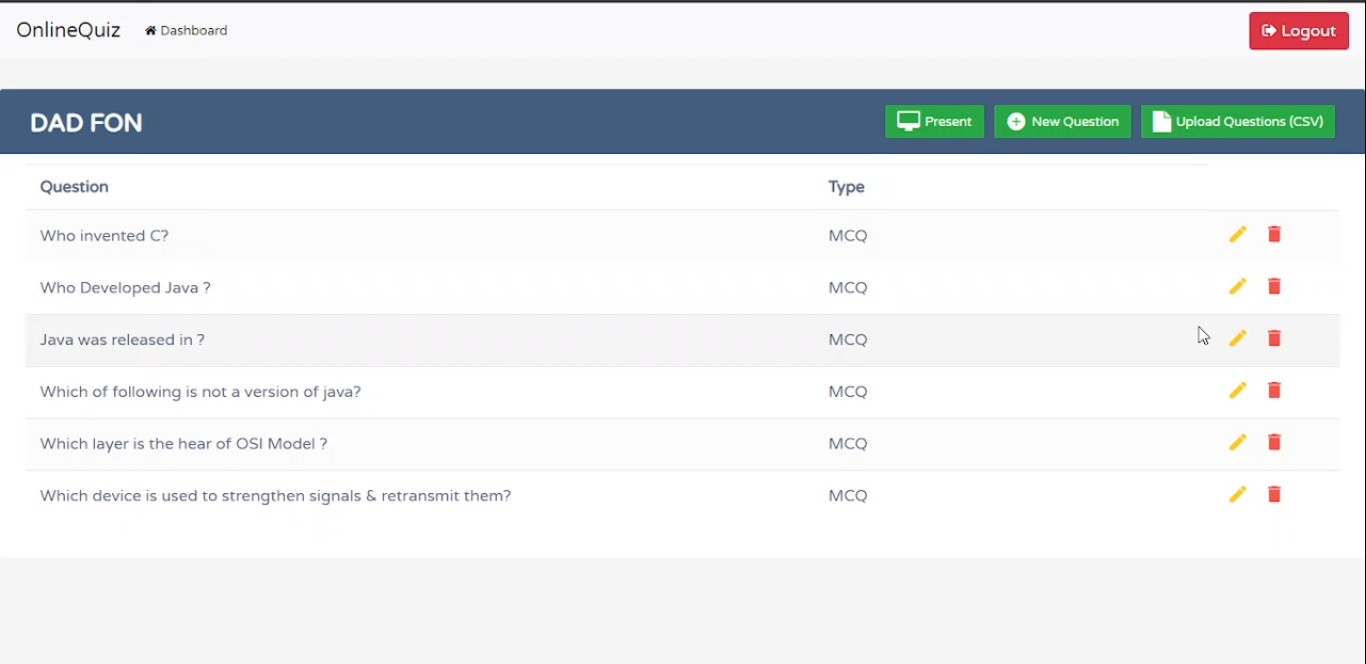 OnlineQuiz Dashboard Logout
DAD FON Present New Question Upload Questions (CSV)
Question Type
Who invented C? MCQ
Who Developed Java ? MCQ
Java was released in ? MCQ
Which of following is not a version of java? MCQ
Which layer is the hear of OSI Model ? MCQ
Which device is used to strengthen signals & retransmit them? MCQ